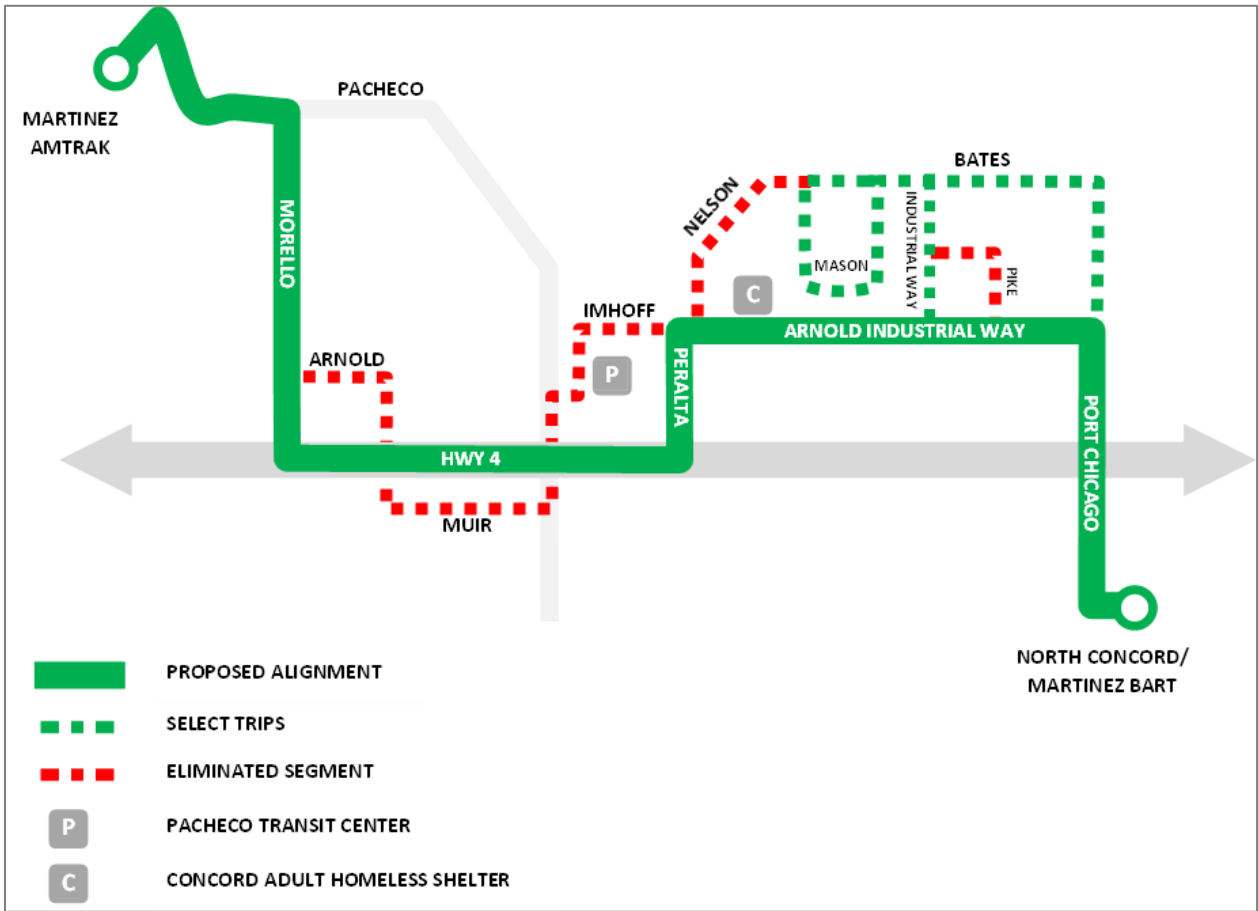 PACHECO
MARTINEZ
AMTRAK
MORELLO
BATES
NELSON
INDUSTRIAL WAY
MASON
PIKE
C
IMHOFF
ARNOLD INDUSTRIAL WAY
ARNOLD
P
PERALTA
HWY 4
PORT CHICAGO
MUIR
NORTH CONCORD/
MARTINEZ BART
PROPOSED ALIGNMENT
SELECT TRIPS
ELIMINATED SEGMENT
P PACHECO TRANSIT CENTER
C CONCORD ADULT HOMELESS SHELTER